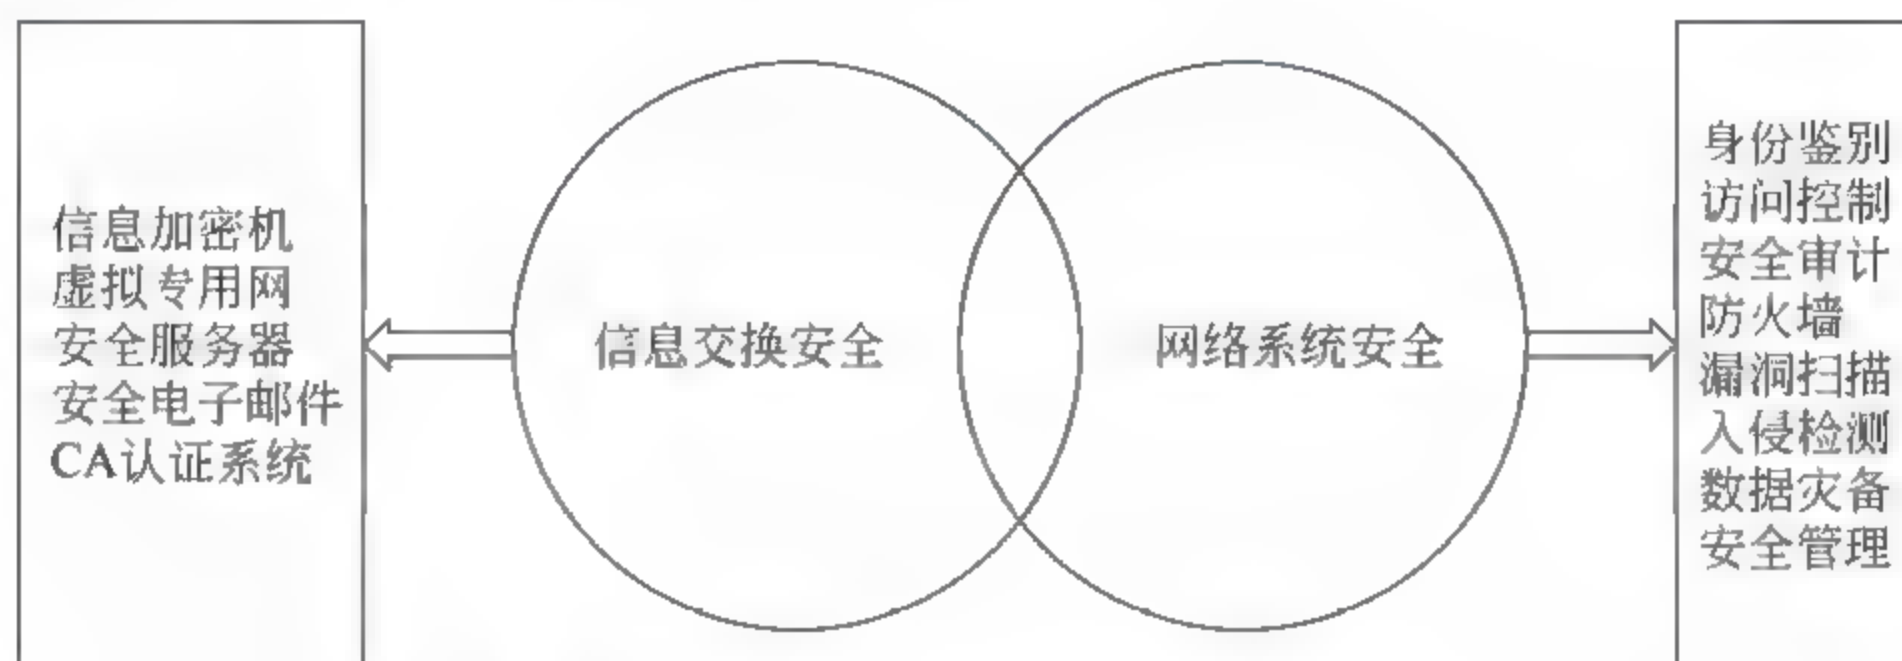 信息加密机
虚拟专用网
安全服务器
安全电子邮件
CA认证系统
信息交换安全
网络系统安全
身份鉴别
访问控制
安全审计
防火墙
漏洞扫描
入侵检测
数据灾备
安全管理